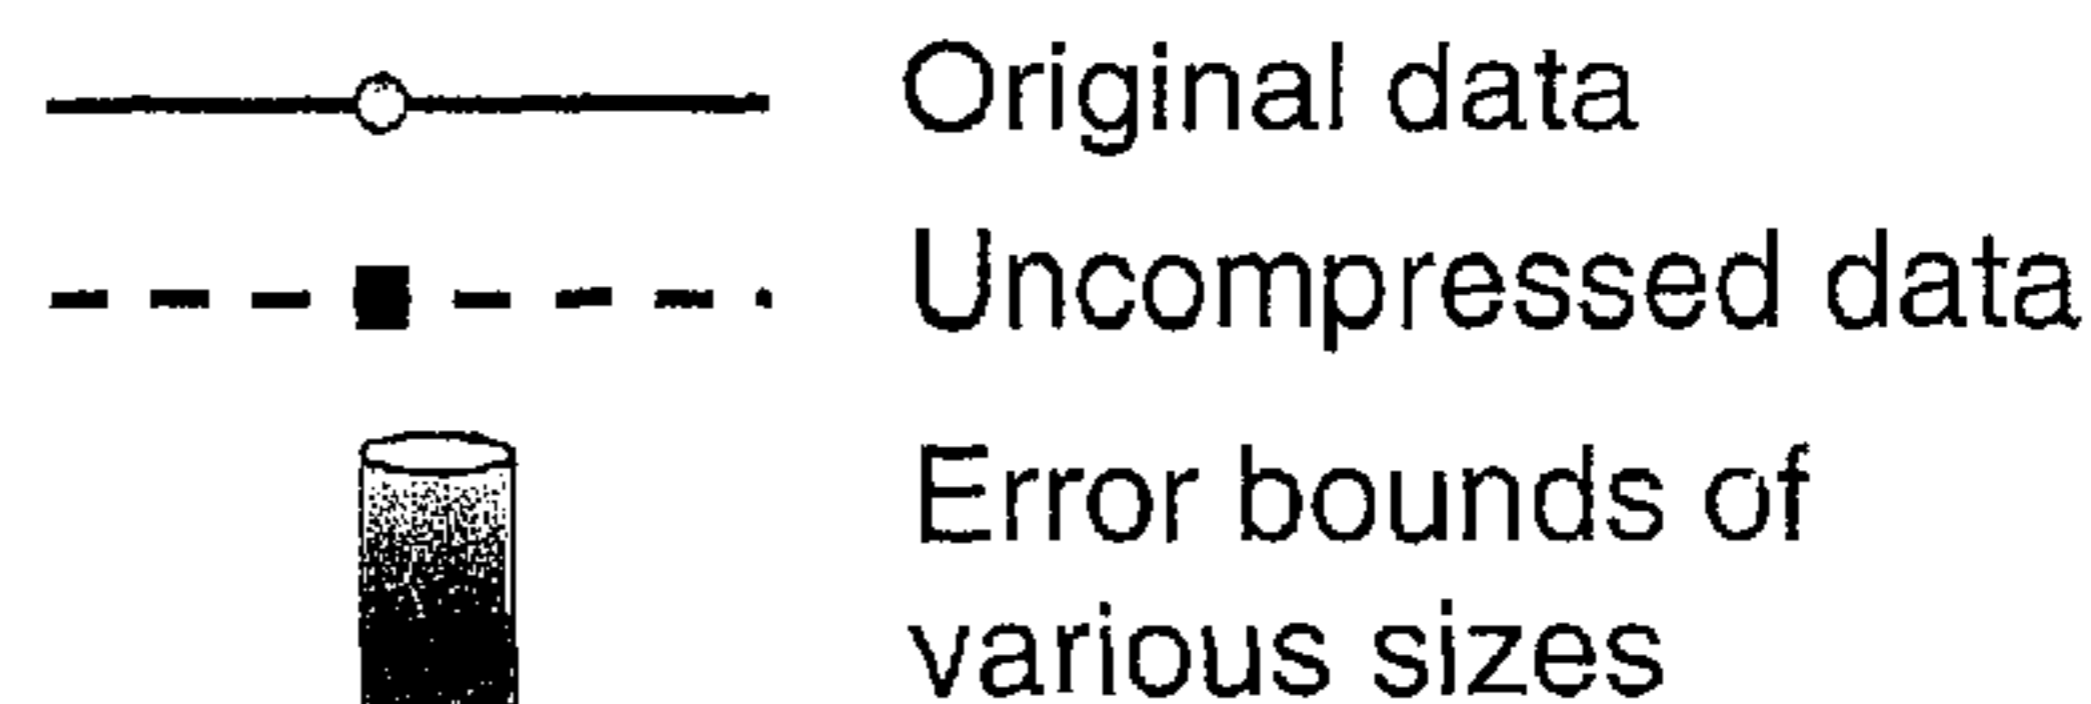 Original data
Uncompressed data
Error bounds of
various sizes